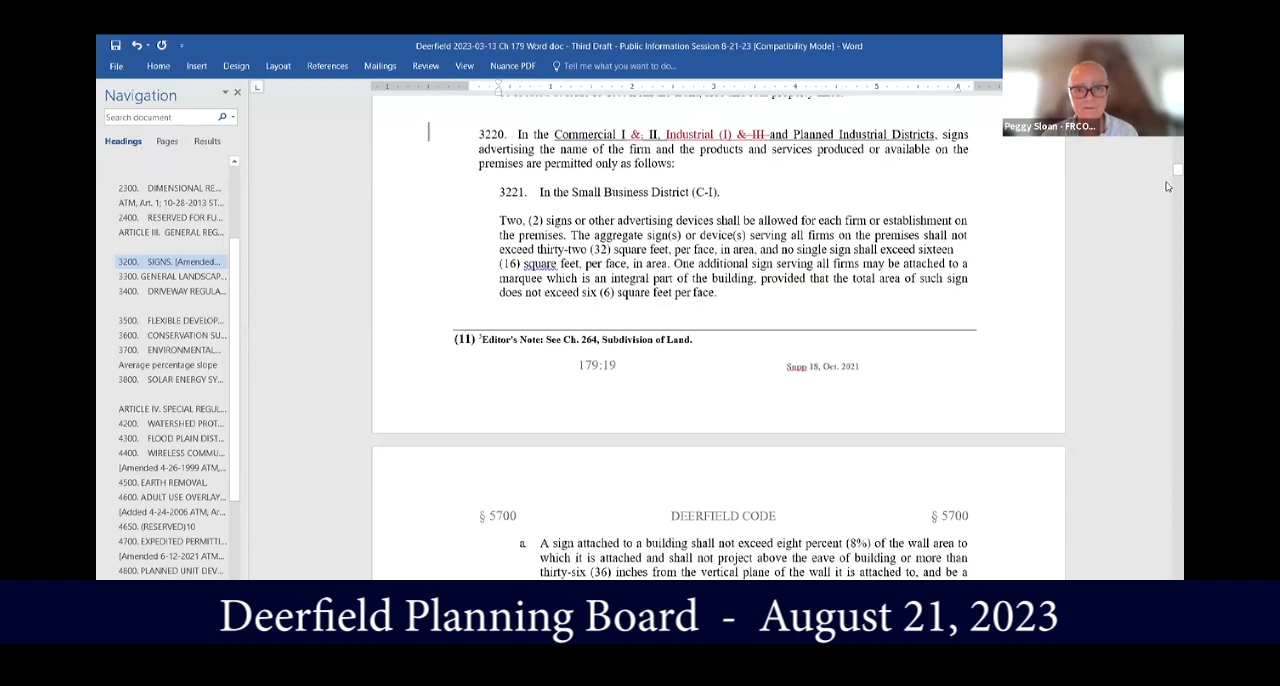 Deerfield 2023-03-13 Ch 179 Word doc - Third Draft - Public Information Session 8-21-23 [Compatibility Mode] - Word
File Home Insert Design Layout References Mailings Review View Nuance PDF Tell me what you want to do...
Navigation
Search document
Headings Pages Results
2300. DIMENSIONAL RE...
ATM, Art. 1; 10-28-2013 ST...
2400. RESERVED FOR FU...
ARTICLE III. GENERAL REG...
3200. SIGNS. [Amended...
3300. GENERAL LANDSCAP...
3400. DRIVEWAY REGULA...
3500. FLEXIBLE DEVELOP...
3600. CONSERVATION SU...
3700. ENVIRONMENTAL...
Average percentage slope
3800. SOLAR ENERGY SY...
ARTICLE IV. SPECIAL REGUL...
4200. WATERSHED PROT...
4300. FLOOD PLAIN DIST...
4400. WIRELESS COMMU...
[Amended 4-26-1999 ATM,...
4500. EARTH REMOVAL.
4600. ADULT USE OVERLAY...
[Added 4-24-2006 ATM, Ar...
4650. (RESERVED)10
4700. EXPEDITED PERMITTI...
[Amended 6-12-2021 ATM...
4800. PLANNED UNIT DEV...
3220. In the Commercial I &, II, Industrial (I) & III and Planned Industrial Districts, signs
advertising the name of the firm and the products and services produced or available on the
premises are permitted only as follows:
3221. In the Small Business District (C-I).
Two, (2) signs or other advertising devices shall be allowed for each firm or establishment on
the premises. The aggregate sign(s) or device(s) serving all firms on the premises shall not
exceed thirty-two (32) square feet, per face, in area, and no single sign shall exceed sixteen
(16) square feet, per face, in area. One additional sign serving all firms may be attached to a
marquee which is an integral part of the building, provided that the total area of such sign
does not exceed six (6) square feet per face.
(11) ⁵Editor's Note: See Ch. 264, Subdivision of Land.
179:19 Supp 18, Oct. 2021
§ 5700 DEERFIELD CODE § 5700
a. A sign attached to a building shall not exceed eight percent (8%) of the wall area to
which it is attached and shall not project above the eave of building or more than
thirty-six (36) inches from the vertical plane of the wall it is attached to, and be a
Peggy Sloan - FRCO...
Deerfield Planning Board - August 21, 2023